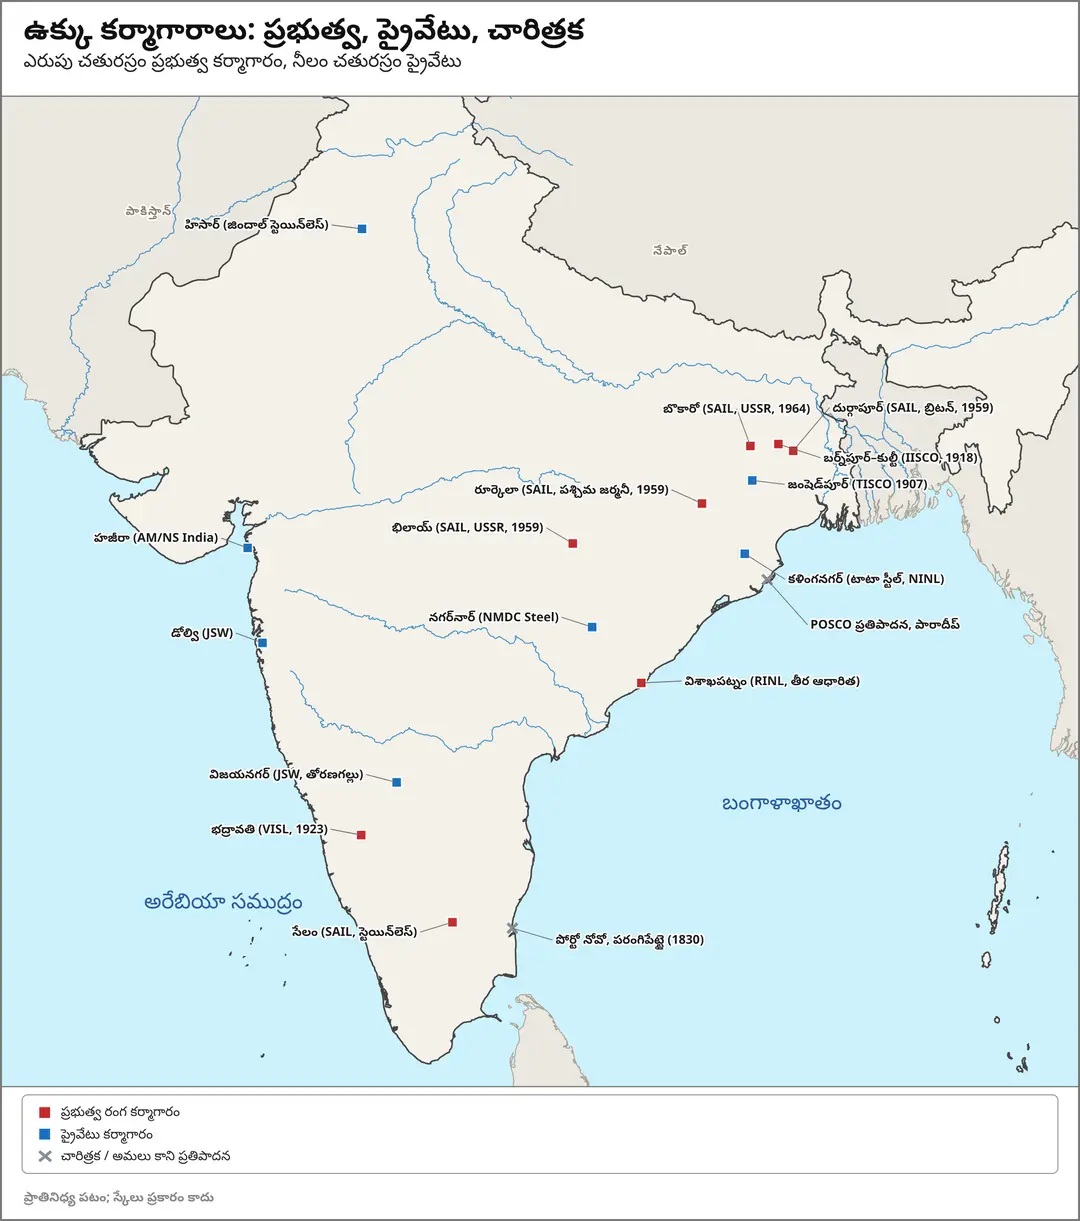 ఉక్కు కర్మాగారాలు: ప్రభుత్వ, ప్రైవేటు, చారిత్రక
ఎరుపు చతురస్రం ప్రభుత్వ కర్మాగారం, నీలం చతురస్రం ప్రైవేటు
పాకిస్తాన్
హిసార్ (జిందాల్ స్టెయిన్‌లెస్)
నేపాల్
బొకారో (SAIL, USSR, 1964)
దుర్గాపూర్ (SAIL, బ్రిటన్, 1959)
బర్న్‌పూర్–కుల్టీ (IISCO, 1918)
జంషెడ్‌పూర్ (TISCO 1907)
రూర్కెలా (SAIL, పశ్చిమ జర్మనీ, 1959)
భిలాయ్ (SAIL, USSR, 1959)
హజీరా (AM/NS India)
కళింగనగర్ (టాటా స్టీల్, NINL)
నగర్‌నార్ (NMDC Steel)
POSCO ప్రతిపాదన, పారాదీప్
డోల్వి (JSW)
విశాఖపట్నం (RINL, తీర ఆధారిత)
విజయనగర్ (JSW, తోరణగల్లు)
బంగాళాఖాతం
భద్రావతి (VISL, 1923)
అరేబియా సముద్రం
సేలం (SAIL, స్టెయిన్‌లెస్)
పోర్టో నోవో, పరంగిపేట్టై (1830)
ప్రభుత్వ రంగ కర్మాగారం
ప్రైవేటు కర్మాగారం
చారిత్రక / అమలు కాని ప్రతిపాదన
ప్రాతినిధ్య పటం; స్కేలు ప్రకారం కాదు